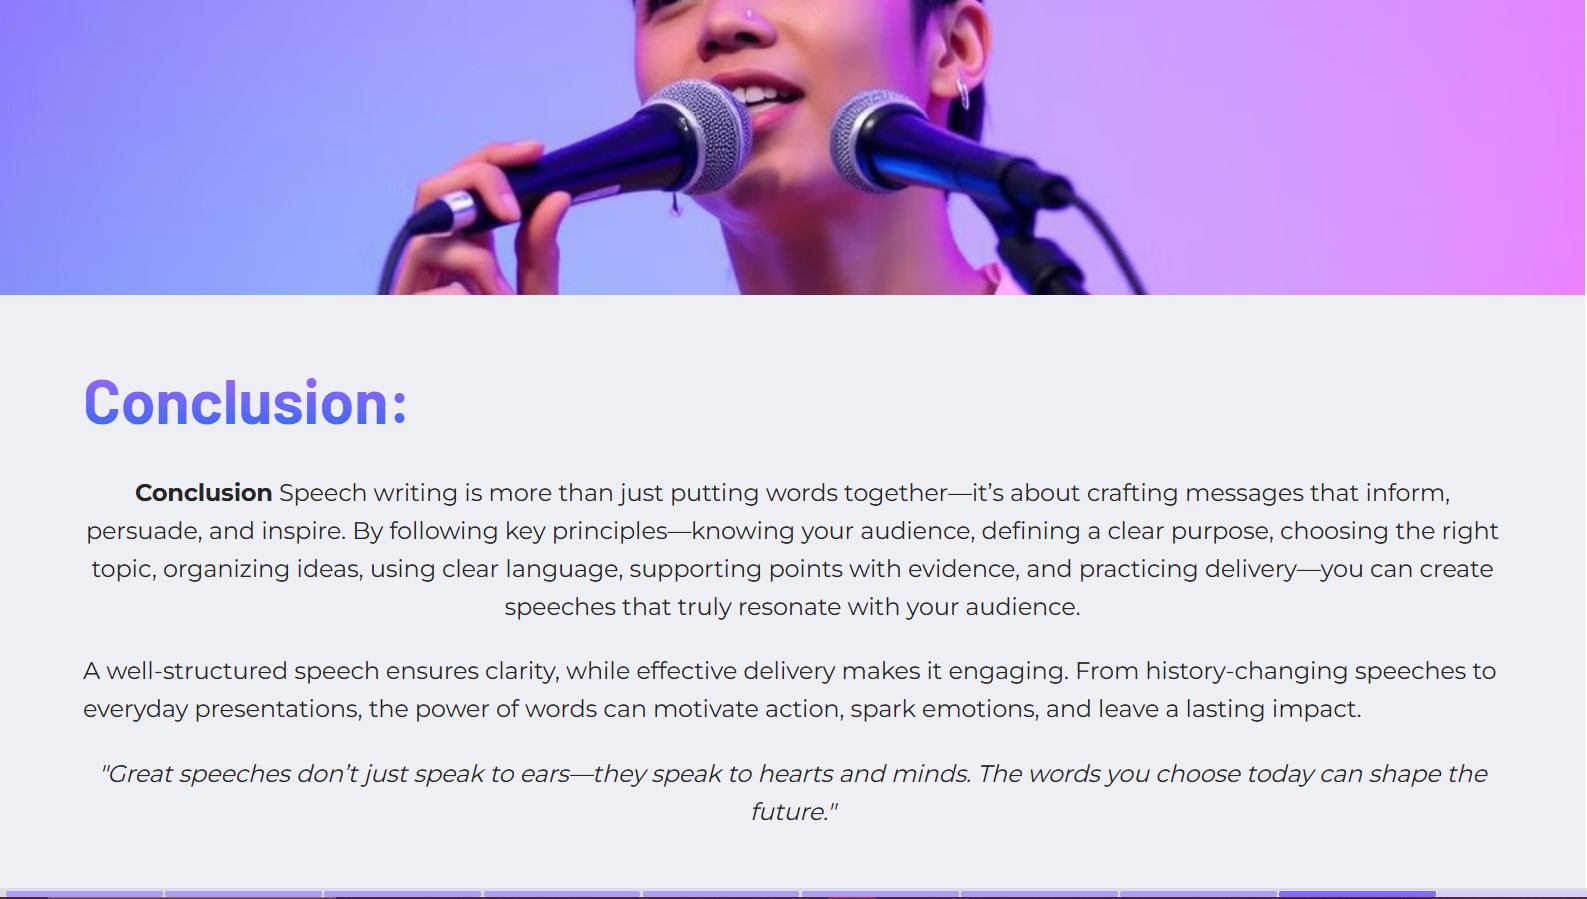 Conclusion:
Conclusion Speech writing is more than just putting words together—it’s about crafting messages that inform,
persuade, and inspire. By following key principles—knowing your audience, defining a clear purpose, choosing the right
topic, organizing ideas, using clear language, supporting points with evidence, and practicing delivery—you can create
speeches that truly resonate with your audience.
A well-structured speech ensures clarity, while effective delivery makes it engaging. From history-changing speeches to
everyday presentations, the power of words can motivate action, spark emotions, and leave a lasting impact.
"Great speeches don’t just speak to ears—they speak to hearts and minds. The words you choose today can shape the
future."